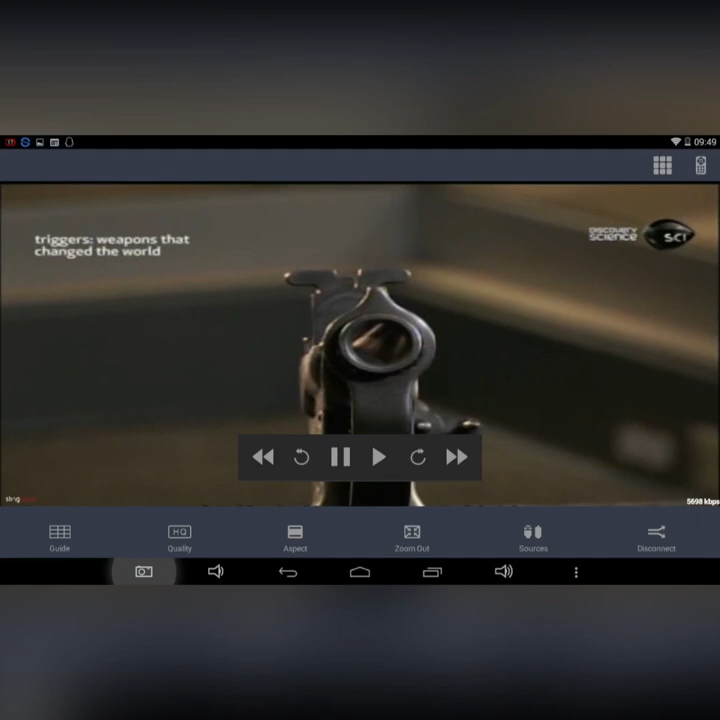 17
09:49
triggers: weapons that
changed the world
DISCOVERY
SCIENCE
SCI
sling
5698 kbps
Guide
HQ
Quality
Aspect
Zoom Out
Sources
Disconnect